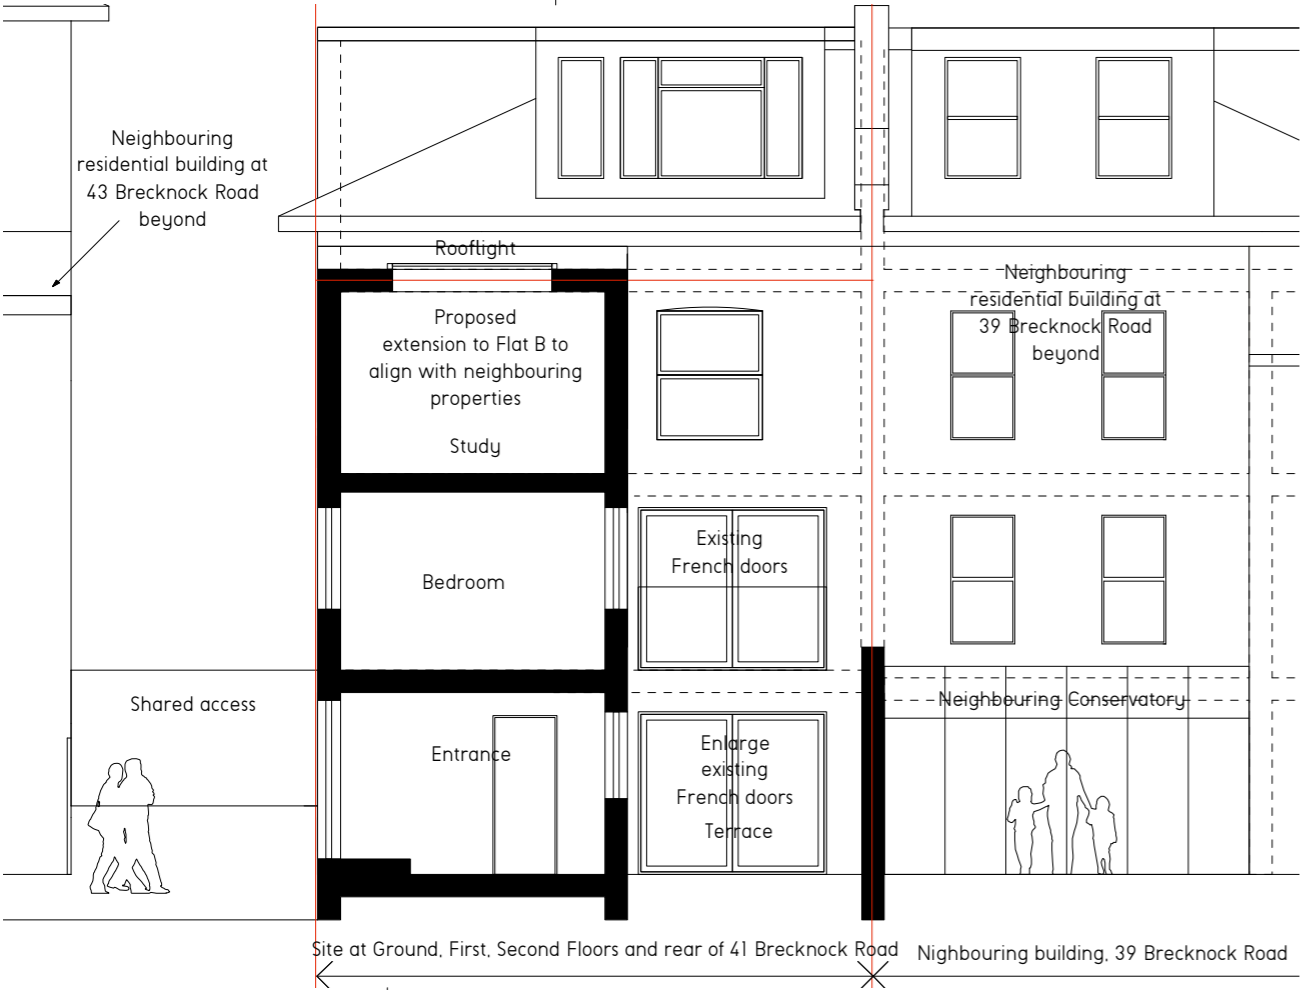 Neighbouring
residential building at
43 Brecknock Road
beyond
Rooflight
Neighbouring
residential building at
39 Brecknock Road
beyond
Proposed
extension to Flat B to
align with neighbouring
properties
Study
Existing
French doors
Bedroom
Shared access
Neighbouring Conservatory
Entrance
Enlarge
existing
French doors
Terrace
Site at Ground, First, Second Floors and rear of 41 Brecknock Road
Nighbouring building, 39 Brecknock Road